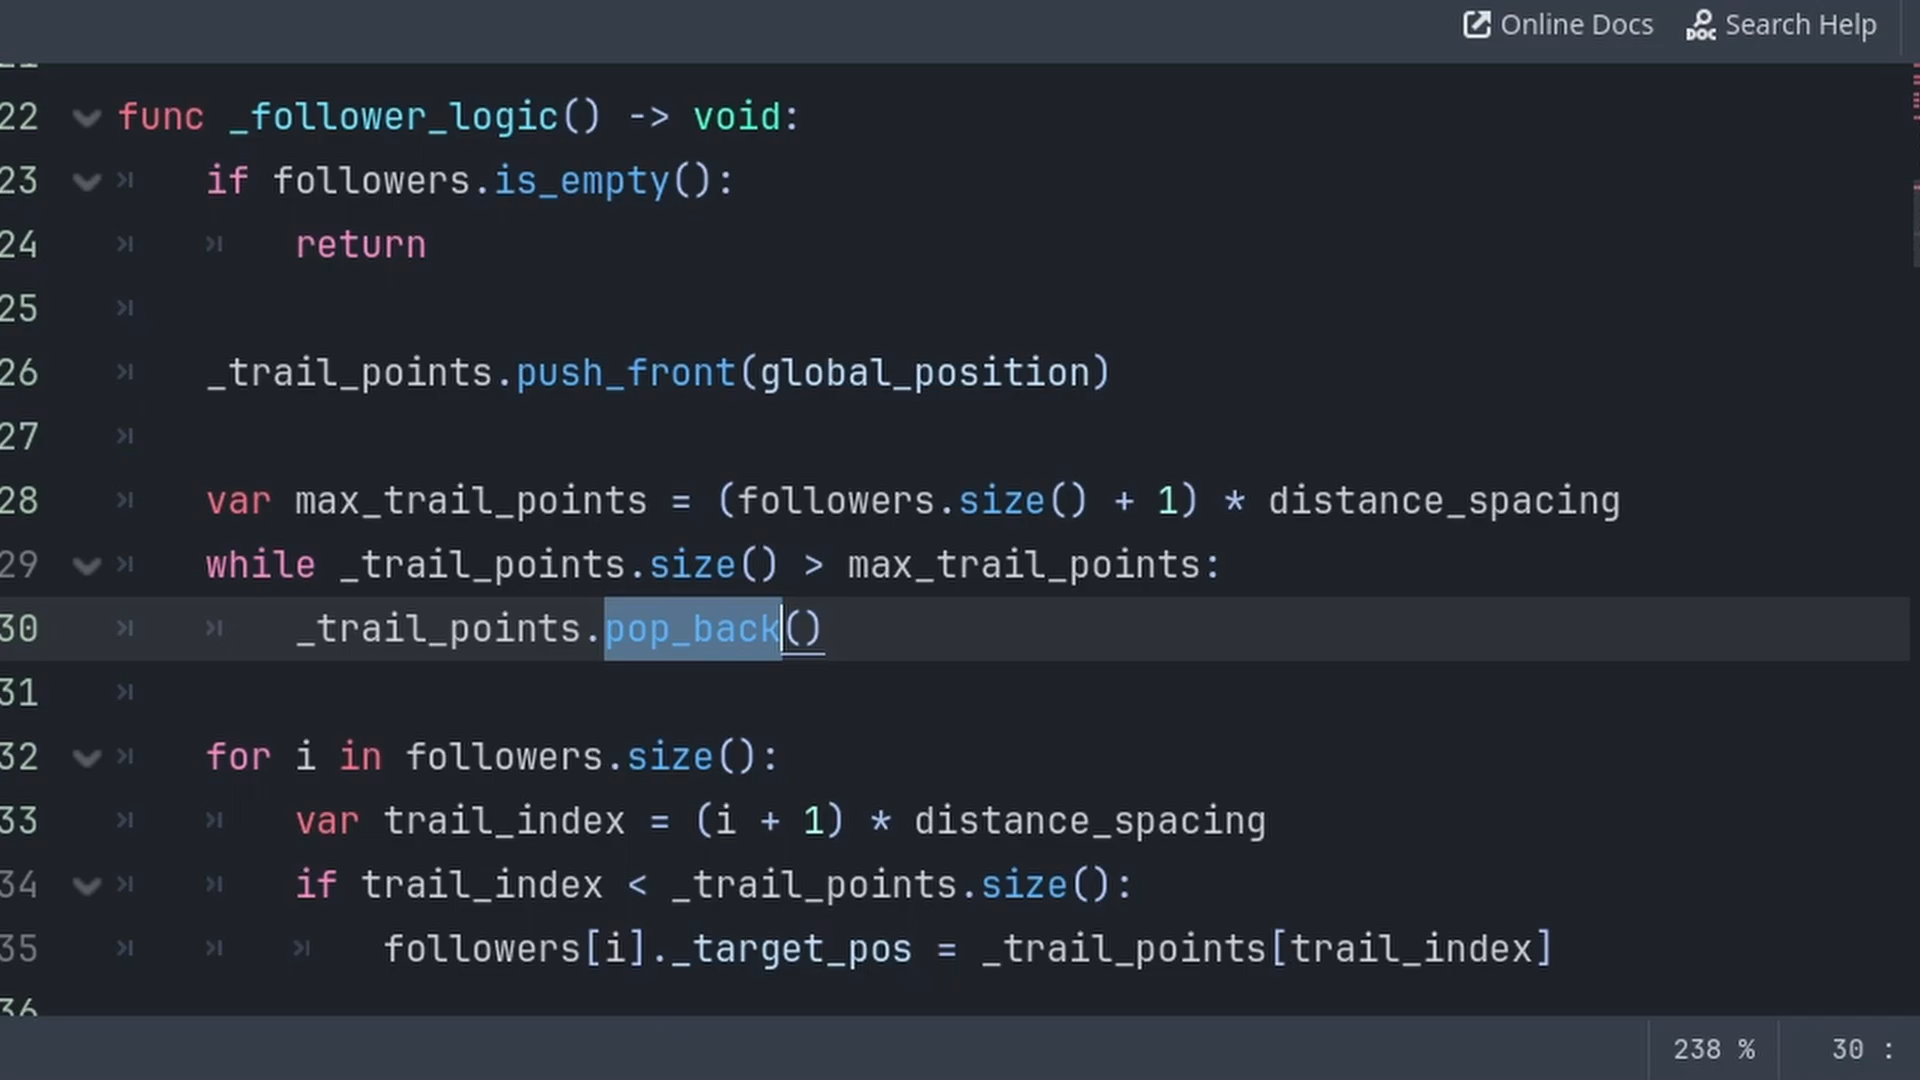 Online Docs Search Help
22 func _follower_logic() -> void:
23 if followers.is_empty():
24 return
25
26 _trail_points.push_front(global_position)
27
28 var max_trail_points = (followers.size() + 1) * distance_spacing
29 while _trail_points.size() > max_trail_points:
30 _trail_points.pop_back()
31
32 for i in followers.size():
33 var trail_index = (i + 1) * distance_spacing
34 if trail_index < _trail_points.size():
35 followers[i]._target_pos = _trail_points[trail_index]
36
238 % 30 :